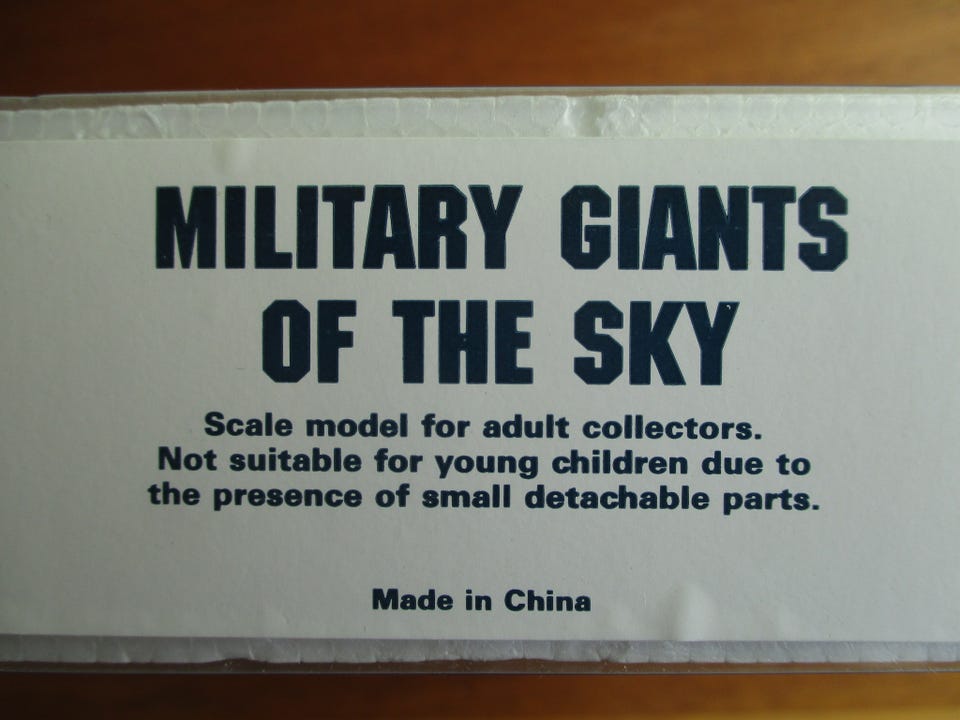 MILITARY GIANTS
OF THE SKY
Scale model for adult collectors.
Not suitable for young children due to
the presence of small detachable parts.
Made in China